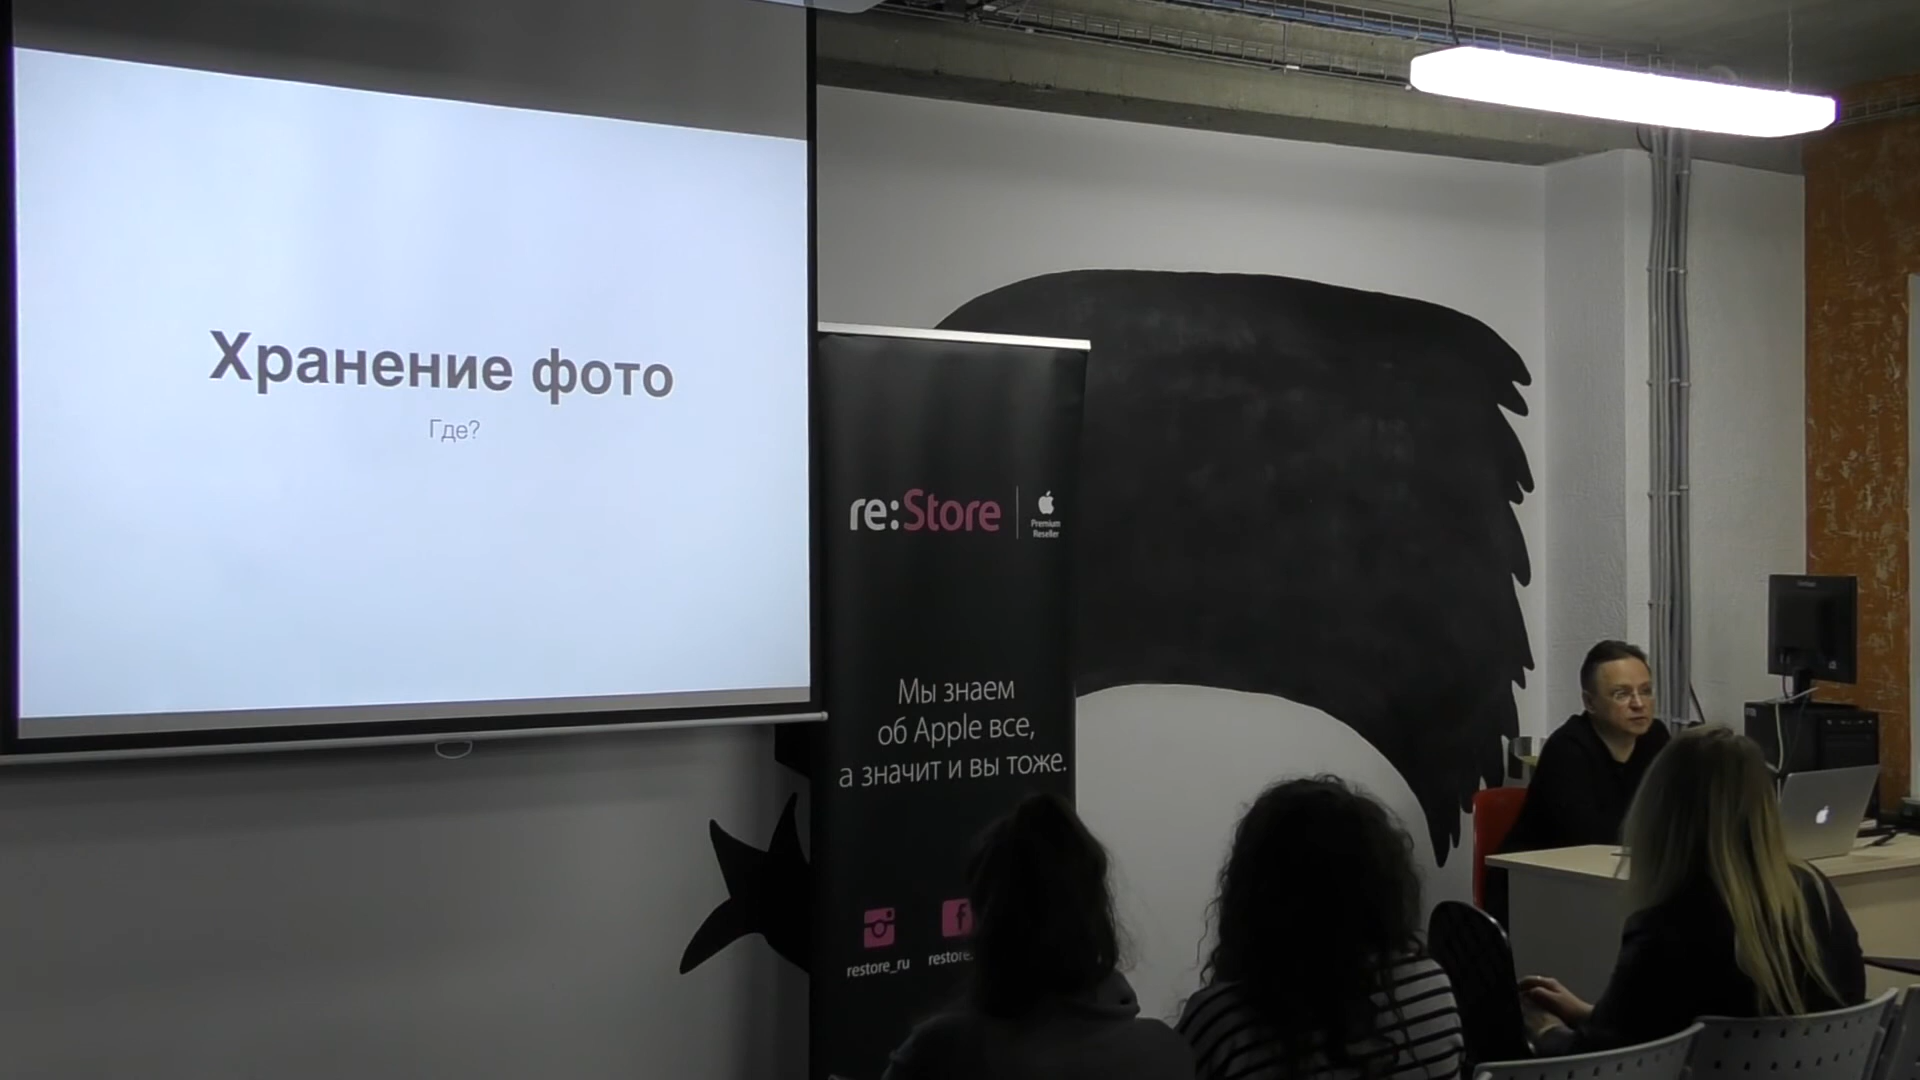 Хранение фото
Где?
re:Store
Premium
Reseller
Мы знаем
об Apple все,
а значит и вы тоже.
restore_ru
restore.